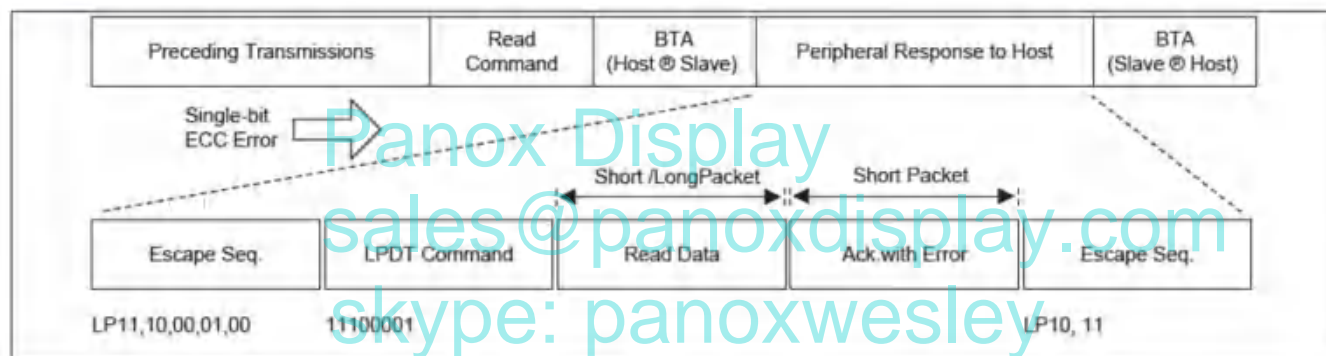 Preceding Transmissions
Read
Command
BTA
(Host ® Slave)
Peripheral Response to Host
BTA
(Slave ® Host)
Single-bit
ECC Error
Panox Display
Short /LongPacket
Short Packet
sales@panoxdisplay.com
Escape Seq.
LPDT Command
Read Data
Ack.with Error
Escape Seq.
LP11,10,00,01,00
11100001
skype: panoxwesley
LP10, 11